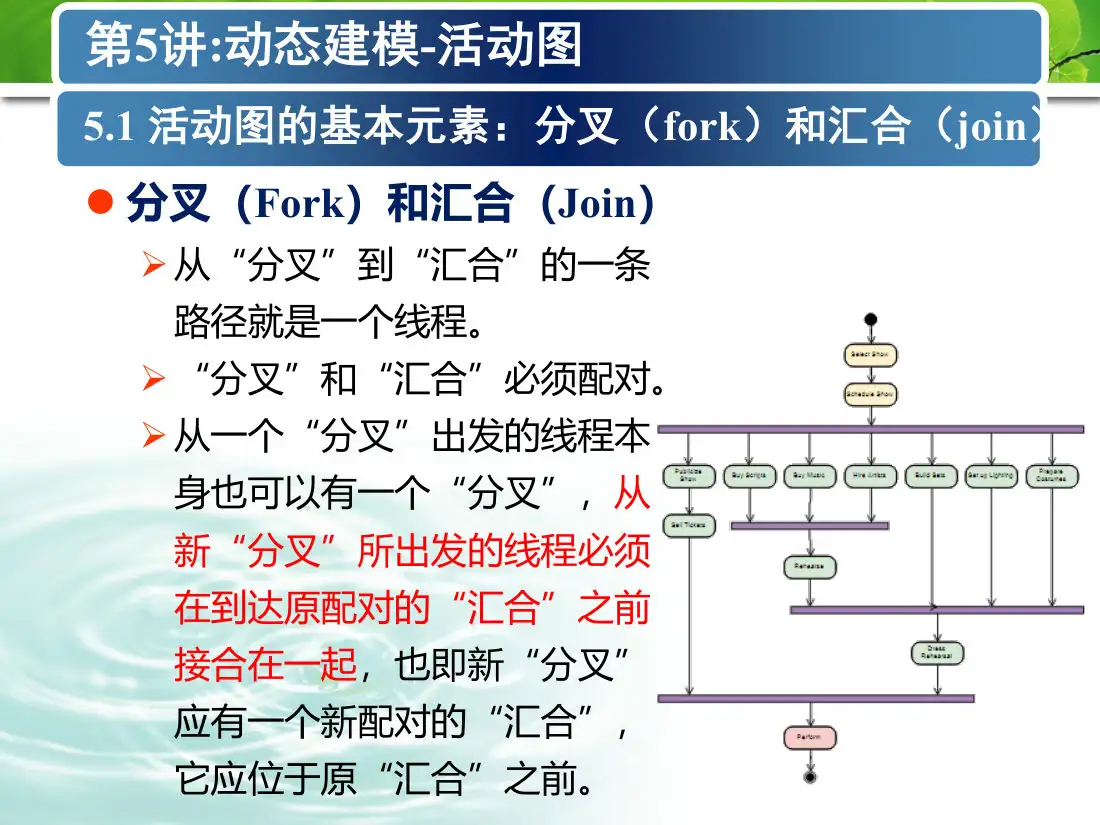 第5讲:动态建模-活动图
5.1 活动图的基本元素：分叉（fork）和汇合（join）
分叉（Fork）和汇合（Join）
从“分叉”到“汇合”的一条
路径就是一个线程。
“分叉”和“汇合”必须配对。
从一个“分叉”出发的线程本
身也可以有一个“分叉”，从
新“分叉”所出发的线程必须
在到达原配对的“汇合”之前
接合在一起，也即新“分叉”
应有一个新配对的“汇合”，
它应位于原“汇合”之前。
Select Show
Schedule Show
Publicize
Show
Buy Scripts
Buy Music
Hire Artists
Build Sets
Set up Lighting
Prepare
Costumes
Sell Tickets
Rehearse
Dress
Rehearsal
Perform